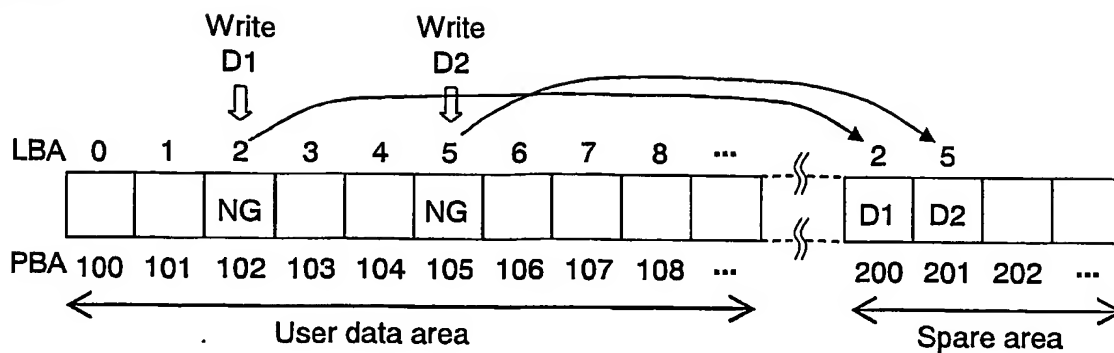 Write Write
D1 D2
LBA 0 1 2 3 4 5 6 7 8 ... 2 5
NG NG D1 D2
PBA 100 101 102 103 104 105 106 107 108 ... 200 201 202 ...
User data area Spare area